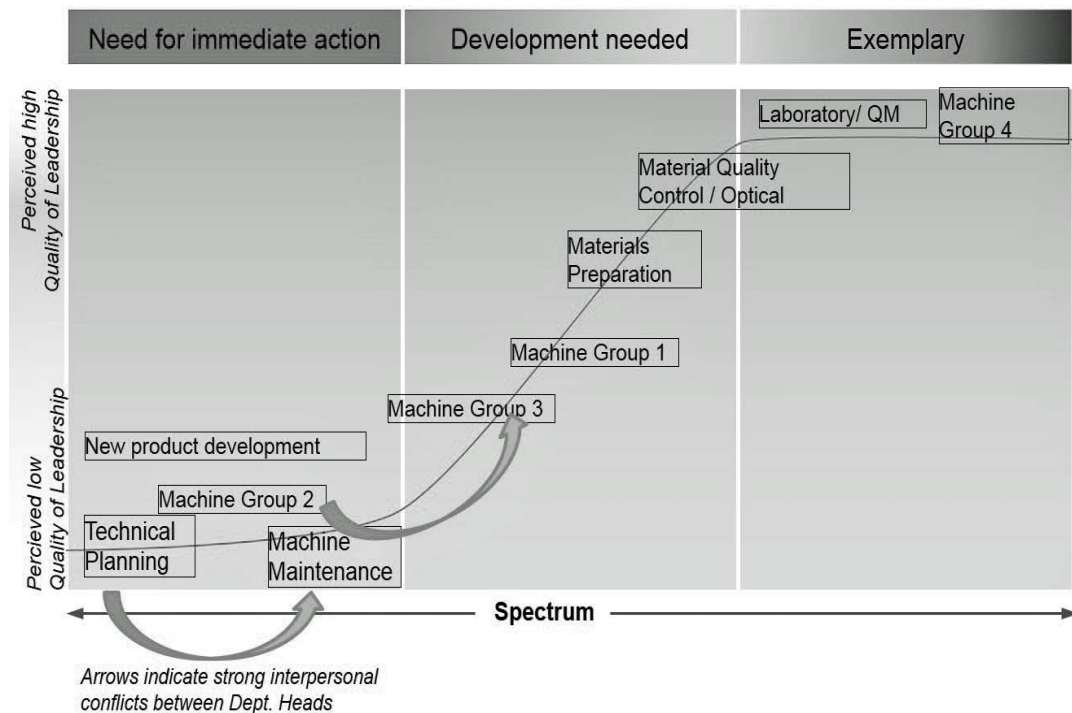 Need for immediate action
Development needed
Exemplary
Perceived high
Quality of Leadership
Percieved low
Quality of Leadership
Laboratory/ QM
Machine
Group 4
Material Quality
Control / Optical
Materials
Preparation
Machine Group 1
Machine Group 3
New product development
Machine Group 2
Technical
Planning
Machine
Maintenance
Spectrum
Arrows indicate strong interpersonal
conflicts between Dept. Heads